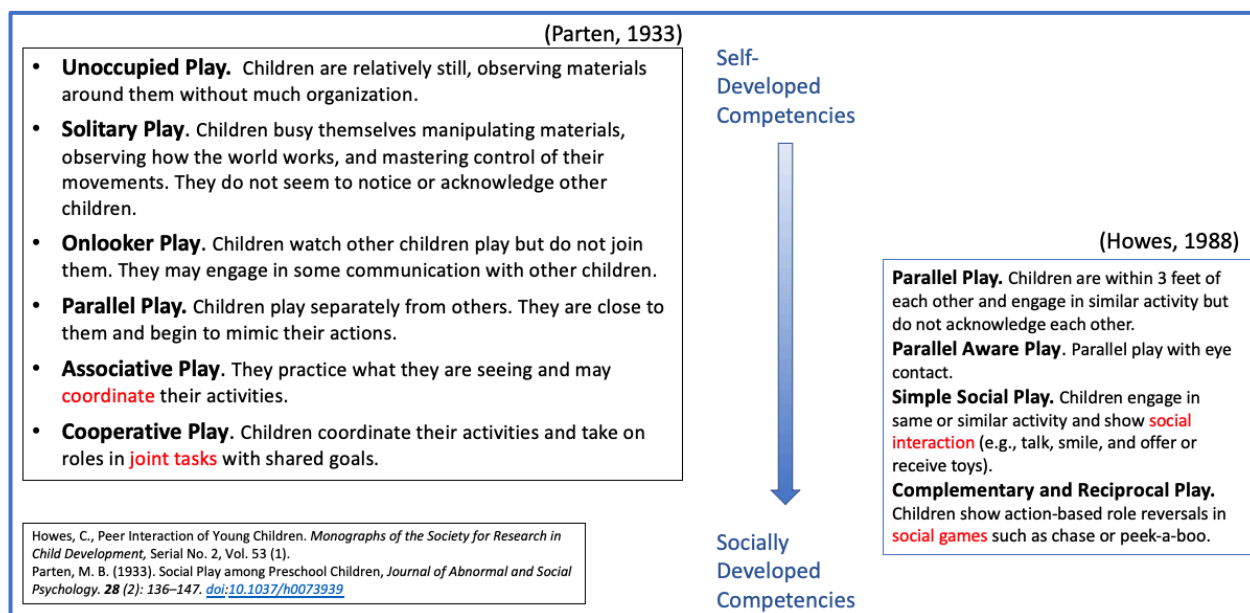 (Parten, 1933)
• Unoccupied Play. Children are relatively still, observing materials
around them without much organization.
• Solitary Play. Children busy themselves manipulating materials,
observing how the world works, and mastering control of their
movements. They do not seem to notice or acknowledge other
children.
• Onlooker Play. Children watch other children play but do not join
them. They may engage in some communication with other children.
• Parallel Play. Children play separately from others. They are close to
them and begin to mimic their actions.
• Associative Play. They practice what they are seeing and may
coordinate their activities.
• Cooperative Play. Children coordinate their activities and take on
roles in joint tasks with shared goals.
Howes, C., Peer Interaction of Young Children. Monographs of the Society for Research in
Child Development, Serial No. 2, Vol. 53 (1).
Parten, M. B. (1933). Social Play among Preschool Children, Journal of Abnormal and Social
Psychology. 28 (2): 136–147. doi:10.1037/h0073939
Self-
Developed
Competencies
Socially
Developed
Competencies
(Howes, 1988)
Parallel Play. Children are within 3 feet of
each other and engage in similar activity but
do not acknowledge each other.
Parallel Aware Play. Parallel play with eye
contact.
Simple Social Play. Children engage in
same or similar activity and show social
interaction (e.g., talk, smile, and offer or
receive toys).
Complementary and Reciprocal Play.
Children show action-based role reversals in
social games such as chase or peek-a-boo.